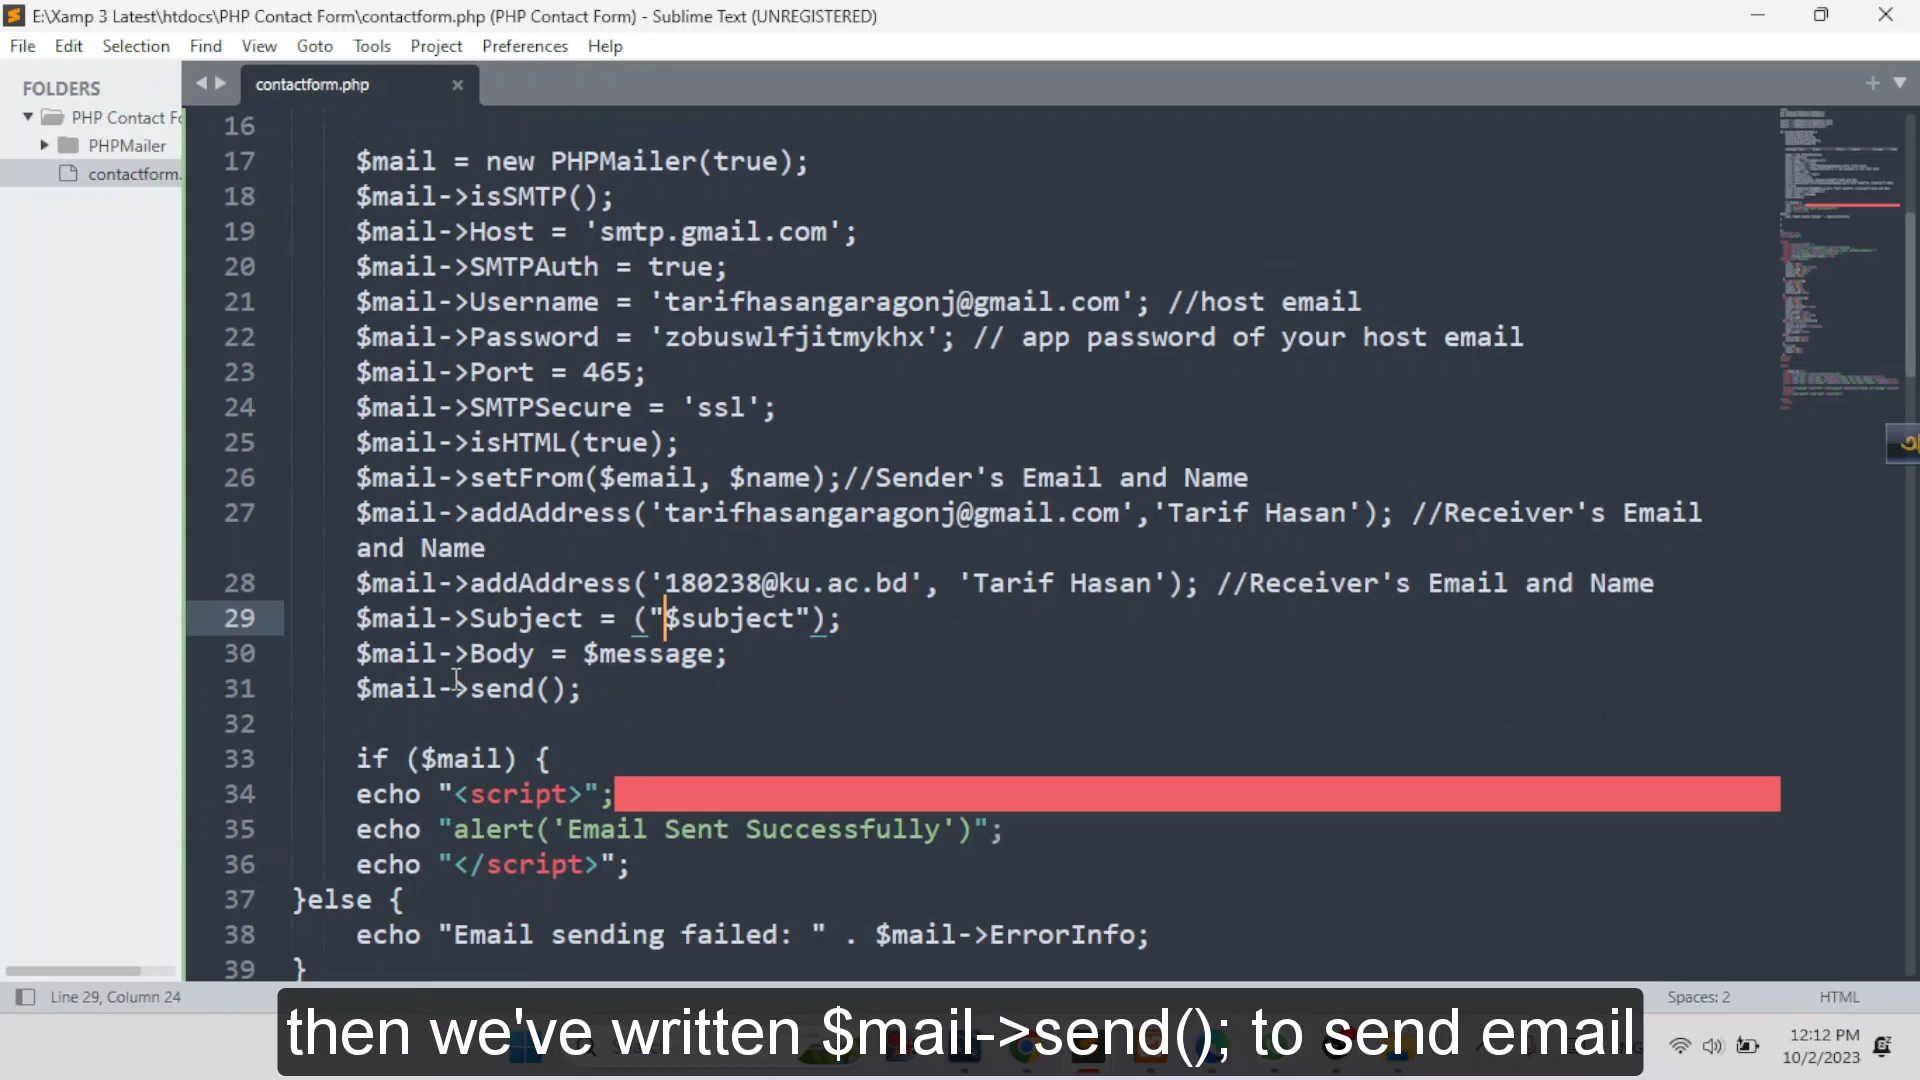 E:\Xamp 3 Latest\htdocs\PHP Contact Form\contactform.php (PHP Contact Form) - Sublime Text (UNREGISTERED)
File Edit Selection Find View Goto Tools Project Preferences Help
FOLDERS
PHP Contact Fo
PHPMailer
contactform.
contactform.php
16
17 $mail = new PHPMailer(true);
18 $mail->isSMTP();
19 $mail->Host = 'smtp.gmail.com';
20 $mail->SMTPAuth = true;
21 $mail->Username = 'tarifhasangaragonj@gmail.com'; //host email
22 $mail->Password = 'zobuswlfjitmykhx'; // app password of your host email
23 $mail->Port = 465;
24 $mail->SMTPSecure = 'ssl';
25 $mail->isHTML(true);
26 $mail->setFrom($email, $name);//Sender's Email and Name
27 $mail->addAddress('tarifhasangaragonj@gmail.com','Tarif Hasan'); //Receiver's Email
and Name
28 $mail->addAddress('180238@ku.ac.bd', 'Tarif Hasan'); //Receiver's Email and Name
29 $mail->Subject = ("$subject");
30 $mail->Body = $message;
31 $mail->send();
32
33 if ($mail) {
34 echo "<script>";
35 echo "alert('Email Sent Successfully')";
36 echo "</script>";
37 }else {
38 echo "Email sending failed: " . $mail->ErrorInfo;
39 }
Line 29, Column 24
Spaces: 2
HTML
then we've written $mail->send(); to send email
12:12 PM
10/2/2023